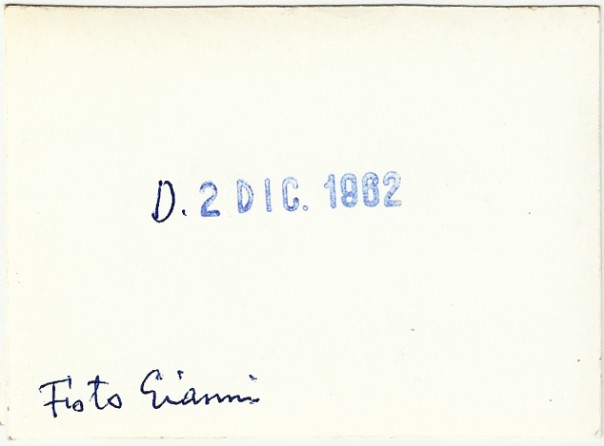 D. 2 DIC. 1962
Foto Gianni